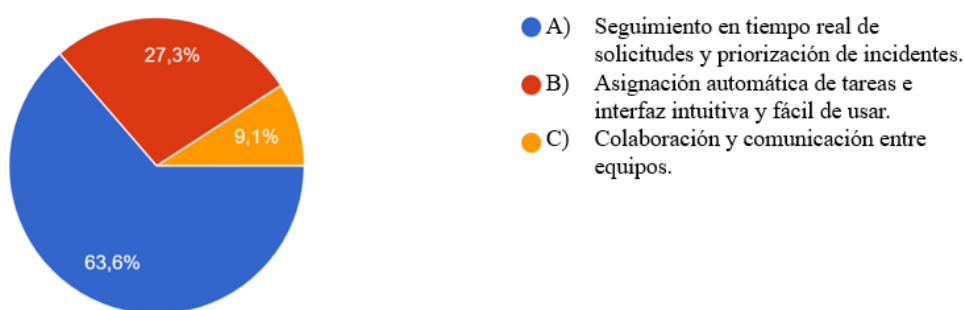 27,3%
9,1%
63,6%
A) Seguimiento en tiempo real de
solicitudes y priorización de incidentes.
B) Asignación automática de tareas e
interfaz intuitiva y fácil de usar.
C) Colaboración y comunicación entre
equipos.